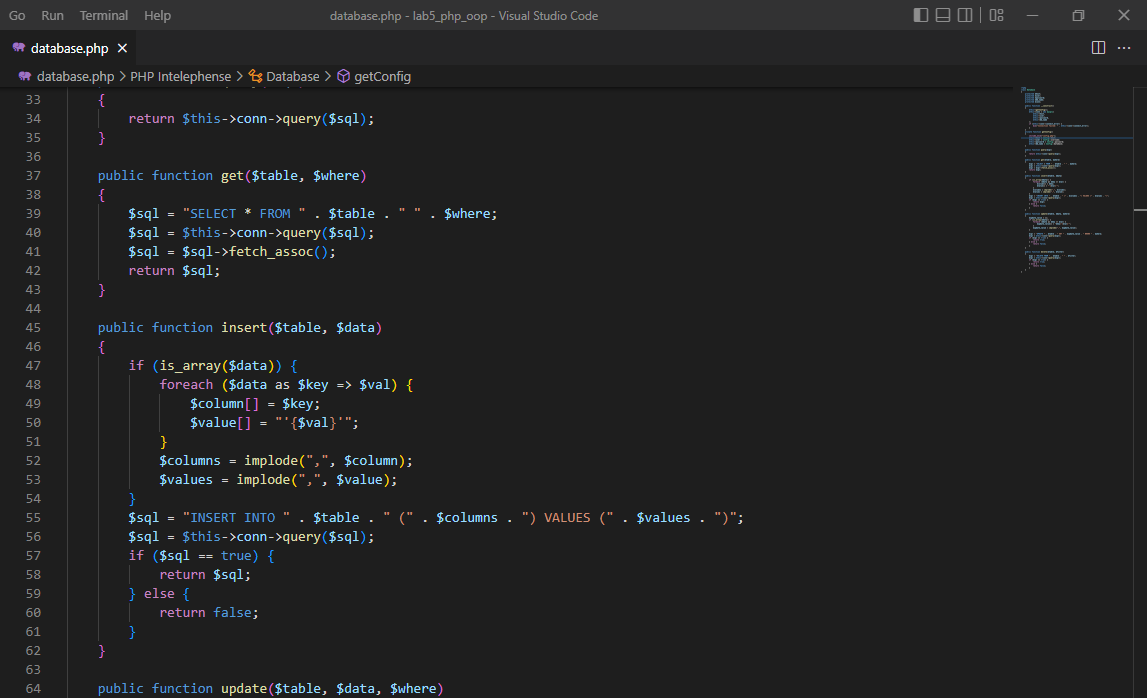 Go Run Terminal Help database.php - lab5_php_oop - Visual Studio Code
database.php
database.php > PHP Intelephense > Database > getConfig
33 {
34 return $this->conn->query($sql);
35 }
36
37 public function get($table, $where)
38 {
39 $sql = "SELECT * FROM " . $table . " " . $where;
40 $sql = $this->conn->query($sql);
41 $sql = $sql->fetch_assoc();
42 return $sql;
43 }
44
45 public function insert($table, $data)
46 {
47 if (is_array($data)) {
48 foreach ($data as $key => $val) {
49 $column[] = $key;
50 $value[] = "'{$val}'";
51 }
52 $columns = implode(",", $column);
53 $values = implode(",", $value);
54 }
55 $sql = "INSERT INTO " . $table . " (" . $columns . ") VALUES (" . $values . ")";
56 $sql = $this->conn->query($sql);
57 if ($sql == true) {
58 return $sql;
59 } else {
60 return false;
61 }
62 }
63
64 public function update($table, $data, $where)